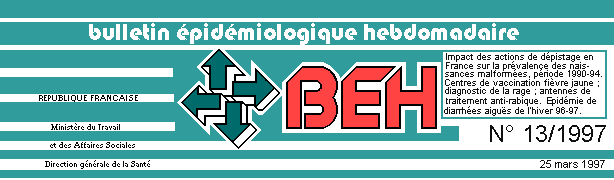 bulletin épidémiologique hebdomadaire
REPUBLIQUE FRANCAISE
Ministère du Travail
et des Affaires Sociales
Direction générale de la Santé
BEH
Impact des actions de dépistage en
France sur la prévalence des nais-
sances malformées, période 1990-94.
Centres de vaccination fièvre jaune ;
diagnostic de la rage ; antennes de
traitement anti-rabique. Epidémie de
diarrhées aiguës de l'hiver 96-97.
N° 13/1997
25 mars 1997